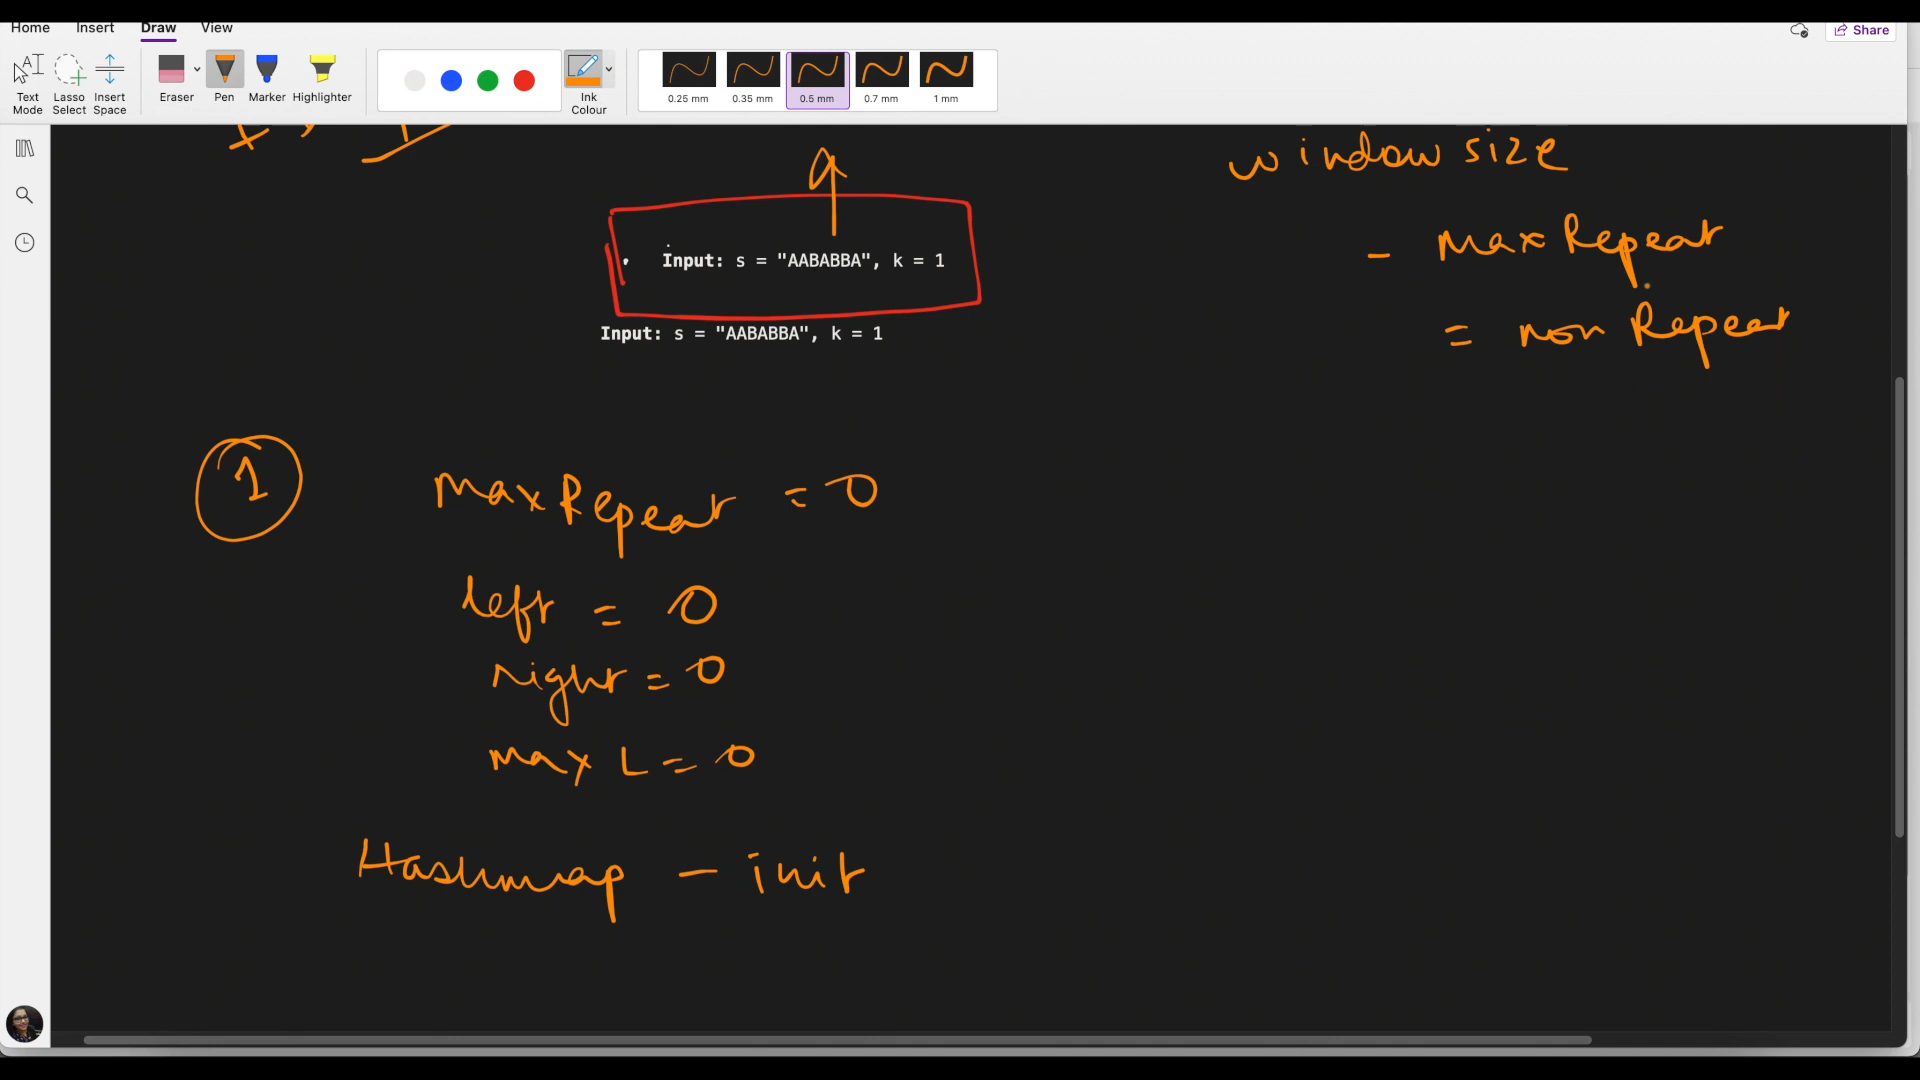 Home Insert Draw View
Share
Text Mode
Lasso Select
Insert Space
Eraser
Pen
Marker
Highlighter
Ink Colour
0.25 mm
0.35 mm
0.5 mm
0.7 mm
1 mm
window size
- maxRepeat
= non Repeat
Input: s = "AABABBA", k = 1
Input: s = "AABABBA", k = 1
1
maxRepeat = 0
left = 0
right = 0
max L = 0
Hashmap - init